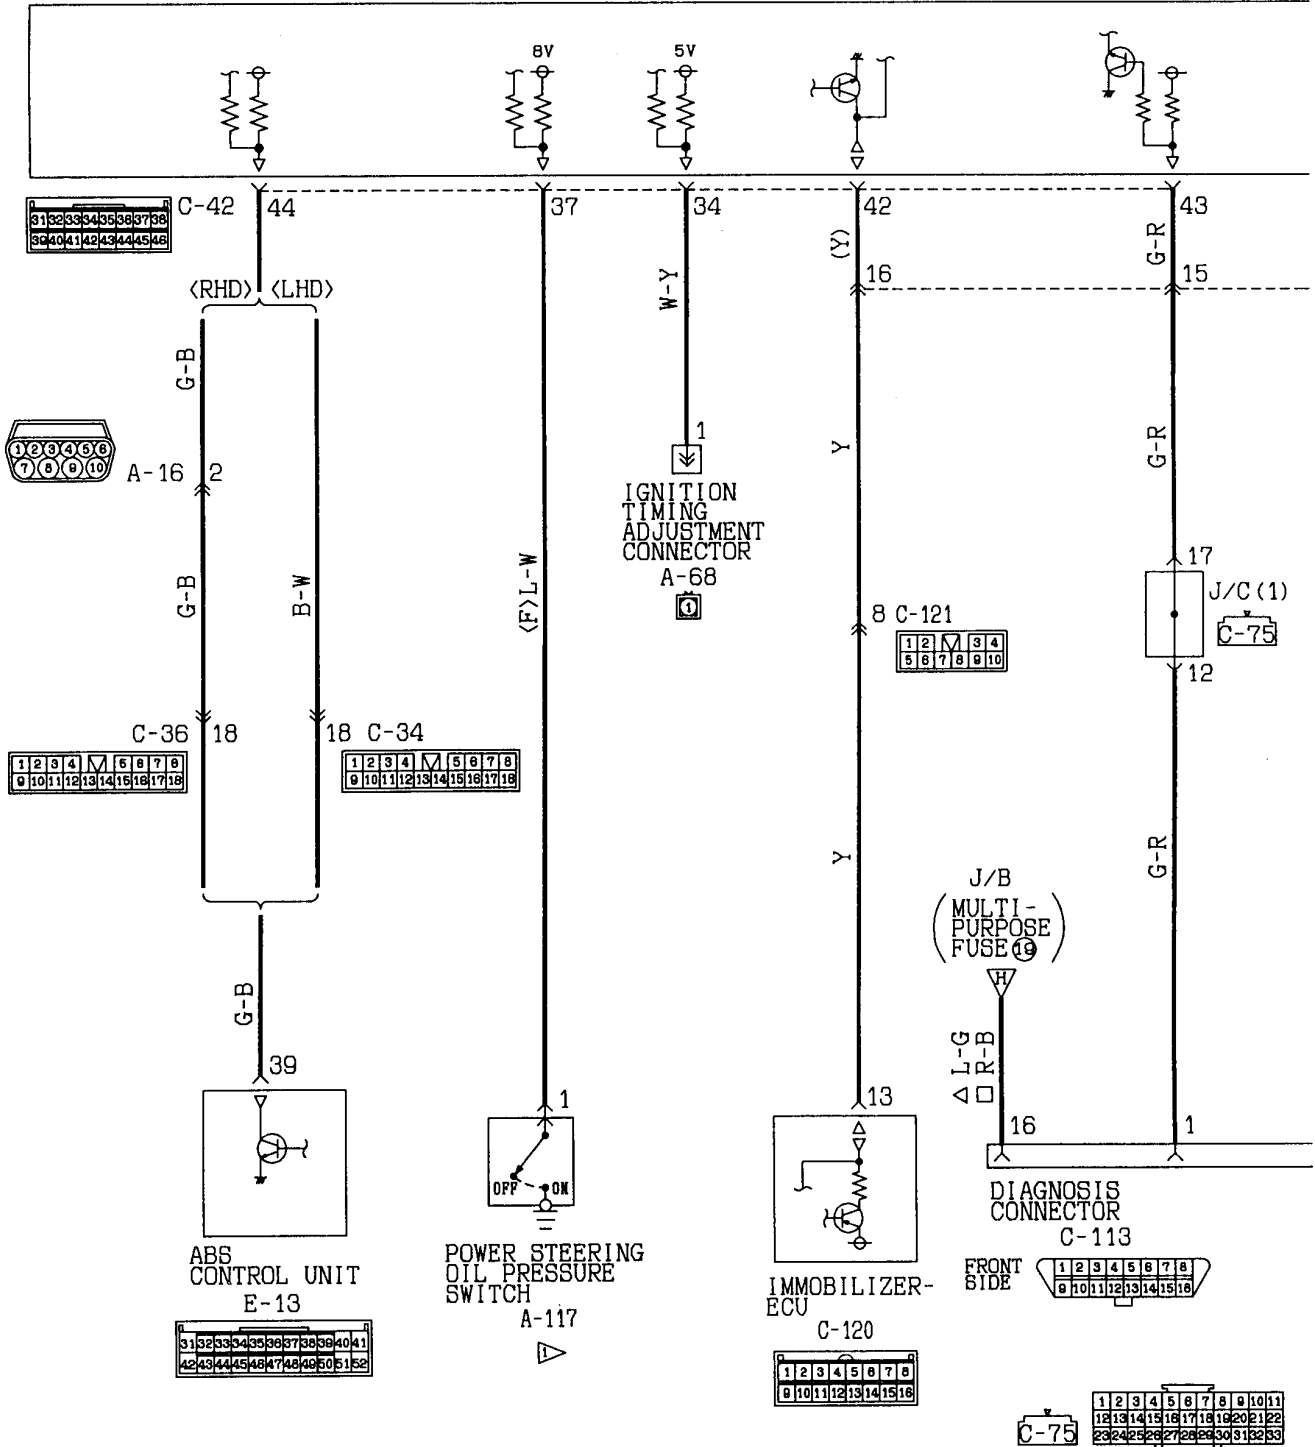 8V
5V
C-42
44
37
34
42
43
31 32 33 34 35 36 37 38
39 40 41 42 43 44 45 46
(Y)
G-R
16
15
W-Y
<RHD>
<LHD>
G-B
1 2 3 4 5 6
7 8 9 10
A-16
2
1
Y
G-R
IGNITION
TIMING
ADJUSTMENT
CONNECTOR
A-68
1
G-B
B-W
<F>L-W
17
J/C(1)
C-75
8 C-121
1 2 3 4
5 6 7 8 9 10
12
C-36
18
18
C-34
1 2 3 4 5 6 7 8
9 10 11 12 13 14 15 16 17 18
1 2 3 4 5 6 7 8
9 10 11 12 13 14 15 16 17 18
Y
G-R
J/B
(MULTI-
PURPOSE
FUSE 19)
H
G-B
L-G
R-B
39
1
13
16
1
OFF
ON
DIAGNOSIS
CONNECTOR
C-113
FRONT
SIDE
1 2 3 4 5 6 7 8
9 10 11 12 13 14 15 16
ABS
CONTROL UNIT
E-13
31 32 33 34 35 36 37 38 39 40 41
42 43 44 45 46 47 48 49 50 51 52
POWER STEERING
OIL PRESSURE
SWITCH
A-117
1
IMMOBILIZER-
ECU
C-120
1 2 3 4 5 6 7 8
9 10 11 12 13 14 15 16
C-75
1 2 3 4 5 6 7 8 9 10 11
12 13 14 15 16 17 18 19 20 21 22
23 24 25 26 27 28 29 30 31 32 33